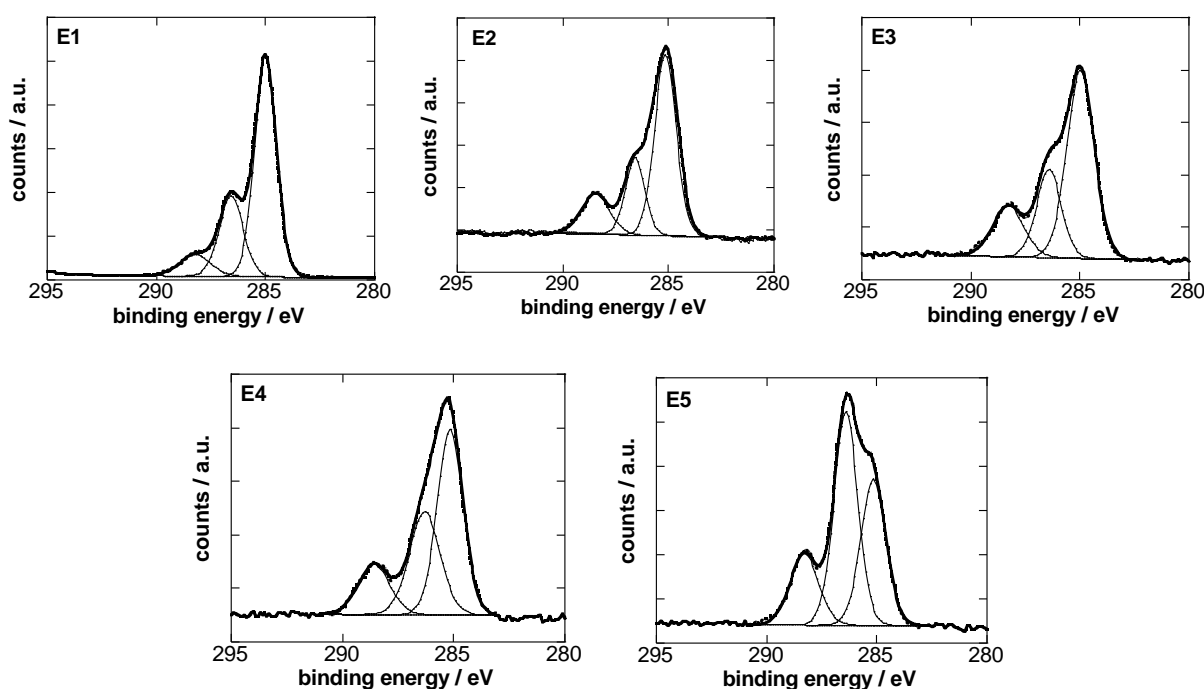 E1
counts / a.u.
295 290 285 280
binding energy / eV
E2
counts / a.u.
295 290 285 280
binding energy / eV
E3
counts / a.u.
295 290 285 280
binding energy / eV
E4
counts / a.u.
295 290 285 280
binding energy / eV
E5
counts / a.u.
295 290 285 280
binding energy / eV